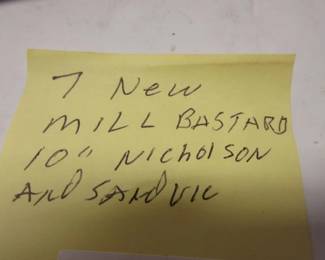 7 New
MILL BASTARD
10" NICHOLSON
AND SANDVIC